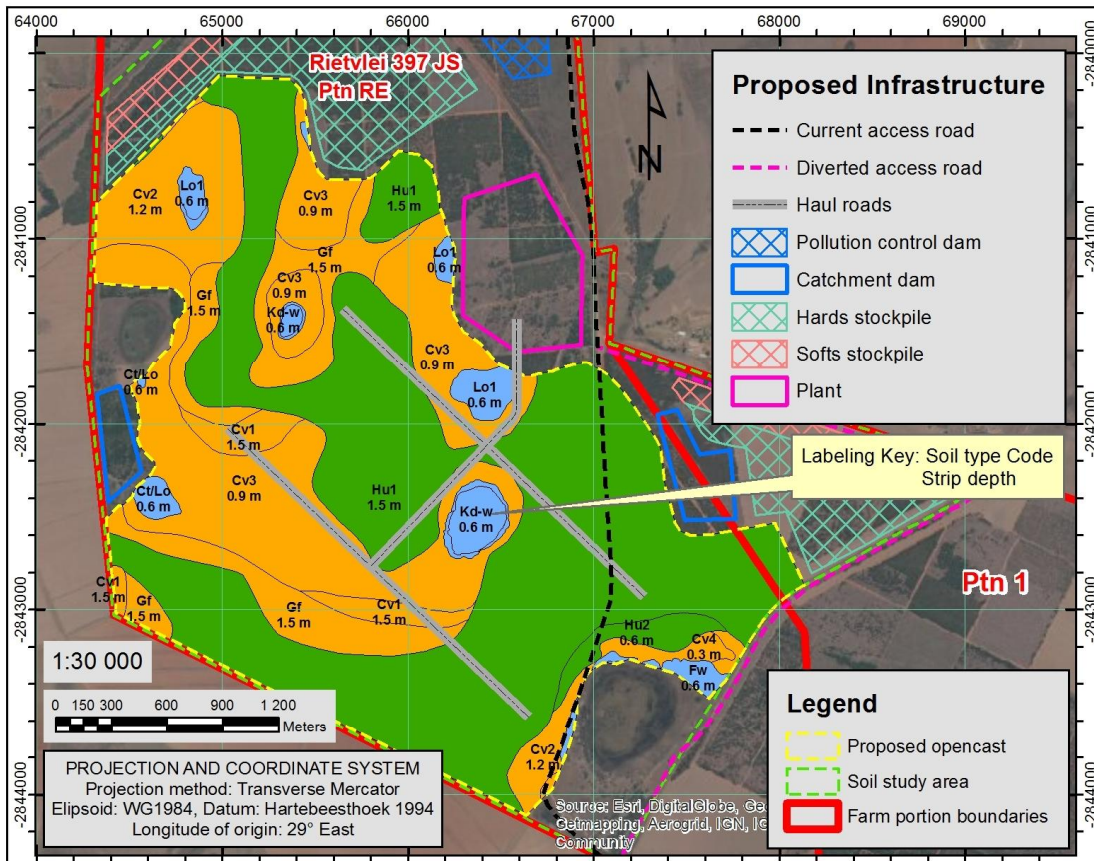 64000 65000 66000 67000 68000 69000
-2840000
-2841000
-2842000
-2843000
-2844000
-2840000
-2841000
-2842000
-2843000
-2844000
Rietvlei 397 JS
Ptn RE
N
Proposed Infrastructure
Current access road
Diverted access road
Haul roads
Pollution control dam
Catchment dam
Hards stockpile
Softs stockpile
Plant
Labeling Key: Soil type Code
Strip depth
Lo1
0.6 m
Cv2
1.2 m
Cv3
0.9 m
Hu1
1.5 m
Lo1
0.6 m
Gf
1.5 m
Gf
1.5 m
Cv3
0.9 m
Kd-w
0.6 m
Cv3
0.9 m
Ct/Lo
0.6 m
Lo1
0.6 m
Cv1
1.5 m
Cv3
0.9 m
Hu1
1.5 m
Ct/Lo
0.6 m
Kd-w
0.6 m
Cv1
1.5 m
Gf
1.5 m
Gf
1.5 m
Cv1
1.5 m
Hu2
0.6 m
Cv4
0.3 m
Fw
0.6 m
Cv2
1.2 m
Ptn 1
1:30 000
0 150 300 600 900 1 200
Meters
PROJECTION AND COORDINATE SYSTEM
Projection method: Transverse Mercator
Elipsoid: WG1984, Datum: Hartebeesthoek 1994
Longitude of origin: 29° East
Source: Esri, DigitalGlobe,
Getmapping, Aerogrid, IGN,
Community
Legend
Proposed opencast
Soil study area
Farm portion boundaries